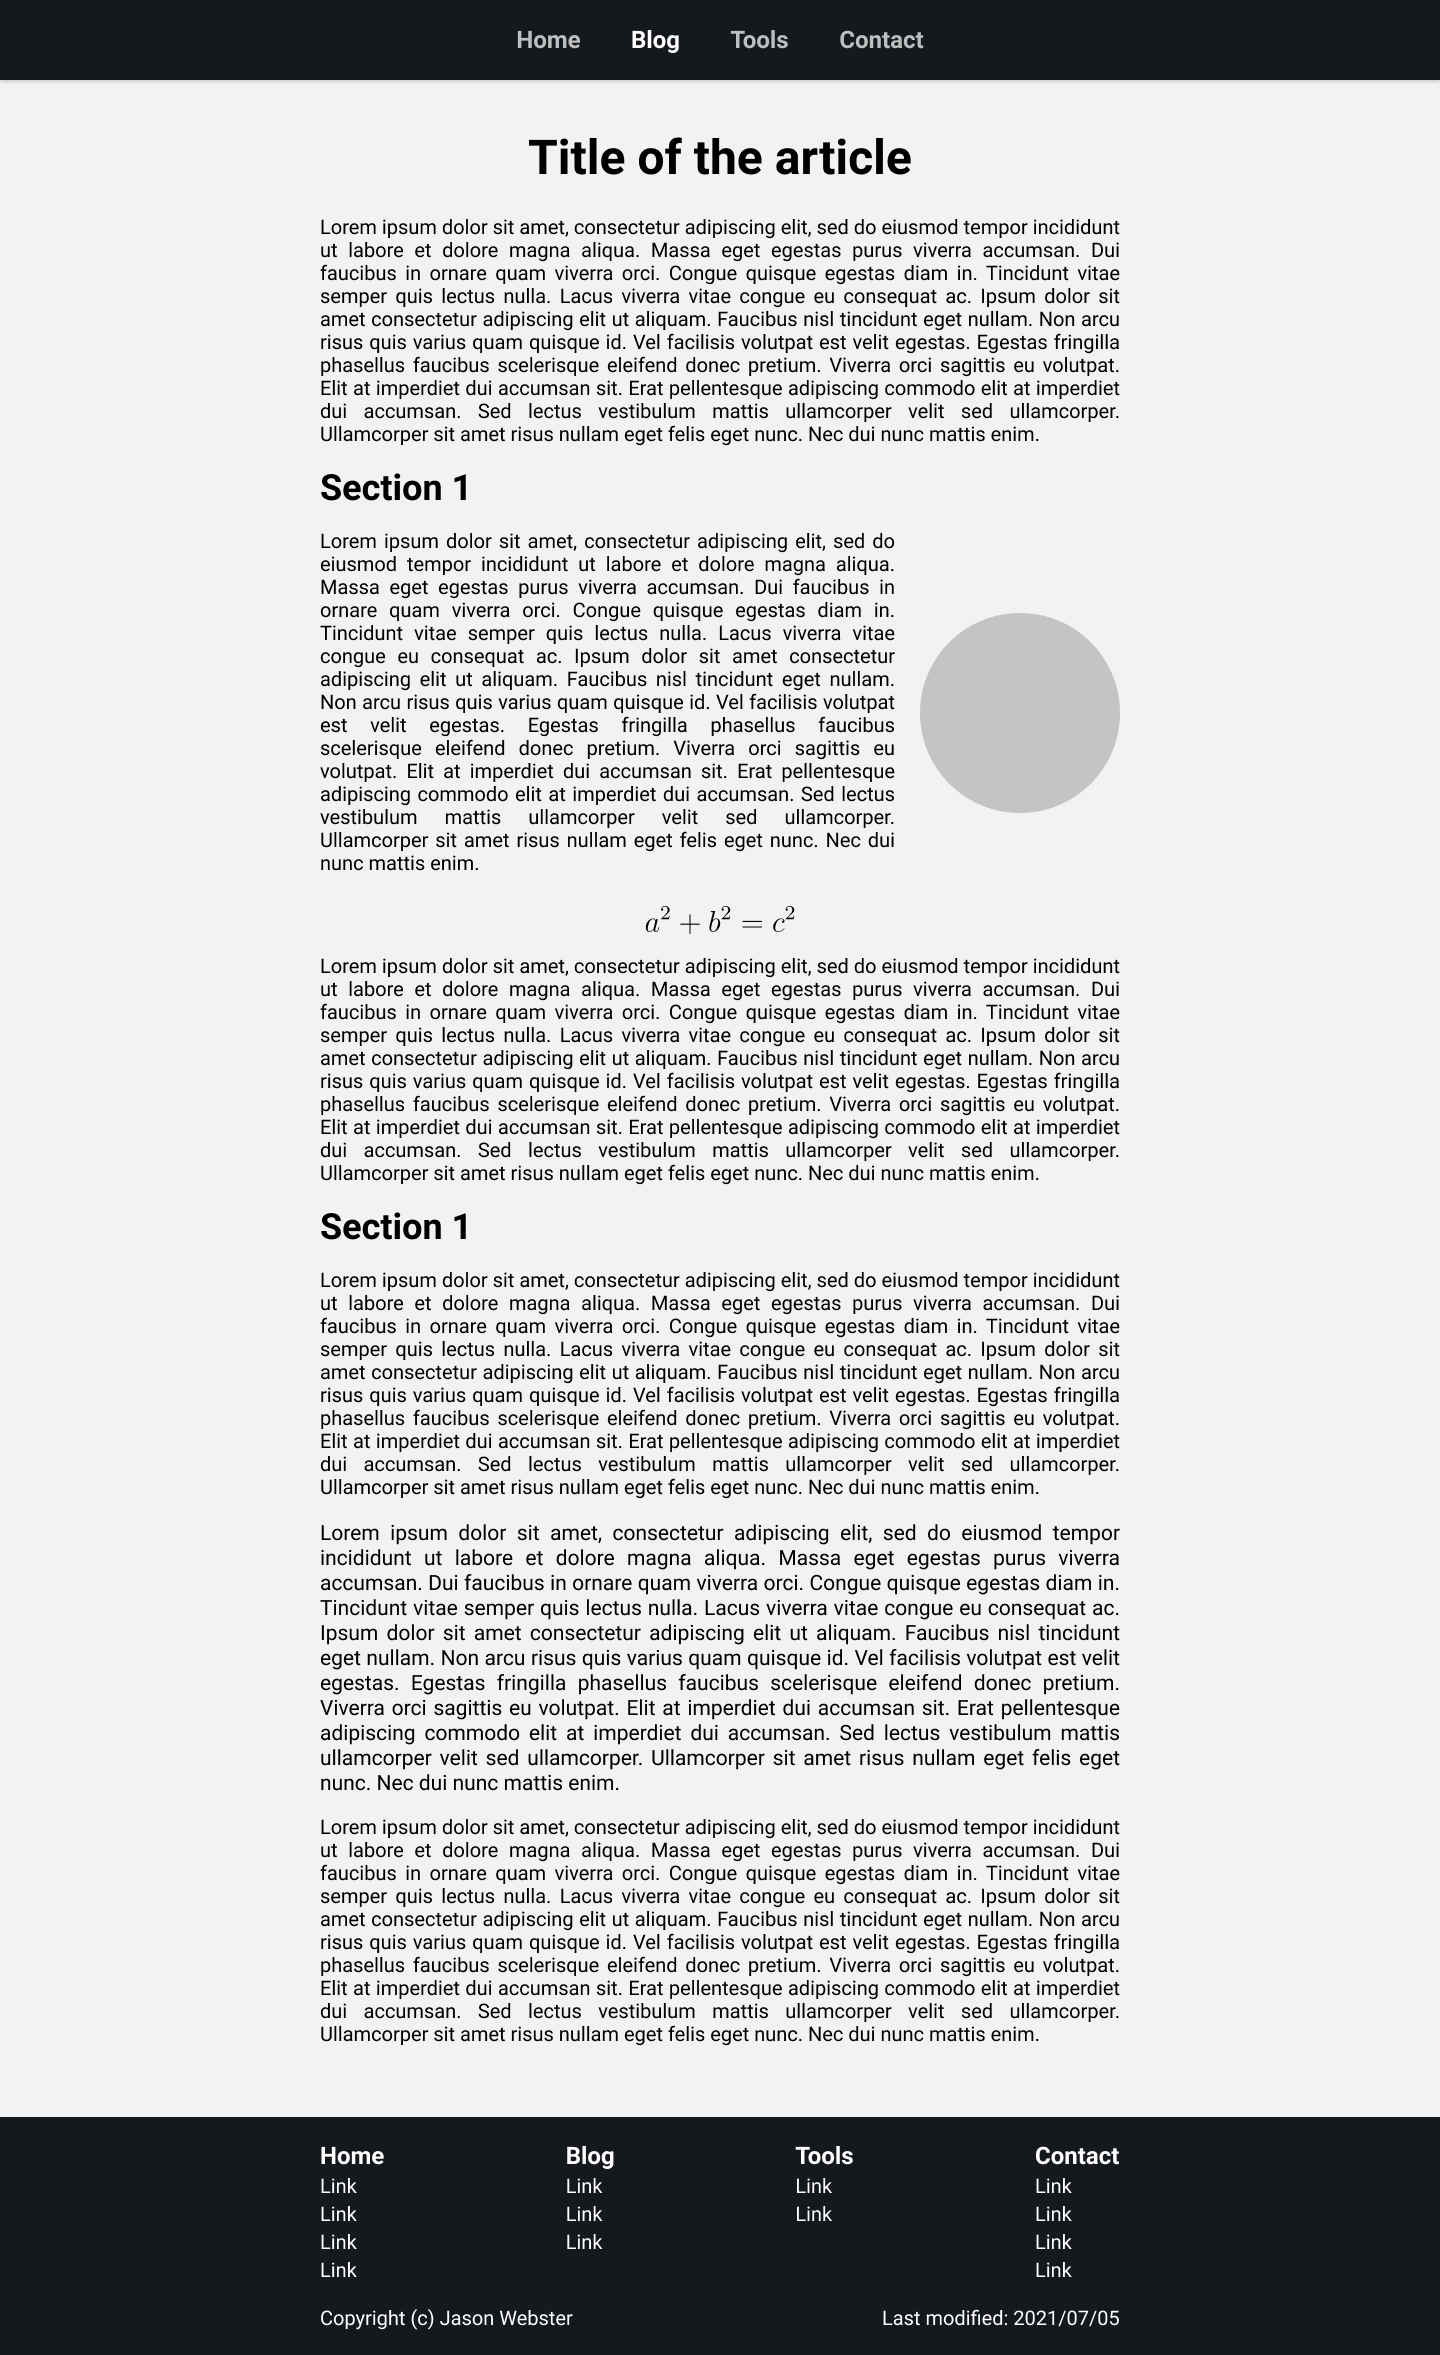 Home Blog Tools Contact
Title of the article
Lorem ipsum dolor sit amet, consectetur adipiscing elit, sed do eiusmod tempor incididunt
ut labore et dolore magna aliqua. Massa eget egestas purus viverra accumsan. Dui
faucibus in ornare quam viverra orci. Congue quisque egestas diam in. Tincidunt vitae
semper quis lectus nulla. Lacus viverra vitae congue eu consequat ac. Ipsum dolor sit
amet consectetur adipiscing elit ut aliquam. Faucibus nisl tincidunt eget nullam. Non arcu
risus quis varius quam quisque id. Vel facilisis volutpat est velit egestas. Egestas fringilla
phasellus faucibus scelerisque eleifend donec pretium. Viverra orci sagittis eu volutpat.
Elit at imperdiet dui accumsan sit. Erat pellentesque adipiscing commodo elit at imperdiet
dui accumsan. Sed lectus vestibulum mattis ullamcorper velit sed ullamcorper.
Ullamcorper sit amet risus nullam eget felis eget nunc. Nec dui nunc mattis enim.
Section 1
Lorem ipsum dolor sit amet, consectetur adipiscing elit, sed do
eiusmod tempor incididunt ut labore et dolore magna aliqua.
Massa eget egestas purus viverra accumsan. Dui faucibus in
ornare quam viverra orci. Congue quisque egestas diam in.
Tincidunt vitae semper quis lectus nulla. Lacus viverra vitae
congue eu consequat ac. Ipsum dolor sit amet consectetur
adipiscing elit ut aliquam. Faucibus nisl tincidunt eget nullam.
Non arcu risus quis varius quam quisque id. Vel facilisis volutpat
est velit egestas. Egestas fringilla phasellus faucibus
scelerisque eleifend donec pretium. Viverra orci sagittis eu
volutpat. Elit at imperdiet dui accumsan sit. Erat pellentesque
adipiscing commodo elit at imperdiet dui accumsan. Sed lectus
vestibulum mattis ullamcorper velit sed ullamcorper.
Ullamcorper sit amet risus nullam eget felis eget nunc. Nec dui
nunc mattis enim.
a² + b² = c²
Lorem ipsum dolor sit amet, consectetur adipiscing elit, sed do eiusmod tempor incididunt
ut labore et dolore magna aliqua. Massa eget egestas purus viverra accumsan. Dui
faucibus in ornare quam viverra orci. Congue quisque egestas diam in. Tincidunt vitae
semper quis lectus nulla. Lacus viverra vitae congue eu consequat ac. Ipsum dolor sit
amet consectetur adipiscing elit ut aliquam. Faucibus nisl tincidunt eget nullam. Non arcu
risus quis varius quam quisque id. Vel facilisis volutpat est velit egestas. Egestas fringilla
phasellus faucibus scelerisque eleifend donec pretium. Viverra orci sagittis eu volutpat.
Elit at imperdiet dui accumsan sit. Erat pellentesque adipiscing commodo elit at imperdiet
dui accumsan. Sed lectus vestibulum mattis ullamcorper velit sed ullamcorper.
Ullamcorper sit amet risus nullam eget felis eget nunc. Nec dui nunc mattis enim.
Section 1
Lorem ipsum dolor sit amet, consectetur adipiscing elit, sed do eiusmod tempor incididunt
ut labore et dolore magna aliqua. Massa eget egestas purus viverra accumsan. Dui
faucibus in ornare quam viverra orci. Congue quisque egestas diam in. Tincidunt vitae
semper quis lectus nulla. Lacus viverra vitae congue eu consequat ac. Ipsum dolor sit
amet consectetur adipiscing elit ut aliquam. Faucibus nisl tincidunt eget nullam. Non arcu
risus quis varius quam quisque id. Vel facilisis volutpat est velit egestas. Egestas fringilla
phasellus faucibus scelerisque eleifend donec pretium. Viverra orci sagittis eu volutpat.
Elit at imperdiet dui accumsan sit. Erat pellentesque adipiscing commodo elit at imperdiet
dui accumsan. Sed lectus vestibulum mattis ullamcorper velit sed ullamcorper.
Ullamcorper sit amet risus nullam eget felis eget nunc. Nec dui nunc mattis enim.
Lorem ipsum dolor sit amet, consectetur adipiscing elit, sed do eiusmod tempor
incididunt ut labore et dolore magna aliqua. Massa eget egestas purus viverra
accumsan. Dui faucibus in ornare quam viverra orci. Congue quisque egestas diam in.
Tincidunt vitae semper quis lectus nulla. Lacus viverra vitae congue eu consequat ac.
Ipsum dolor sit amet consectetur adipiscing elit ut aliquam. Faucibus nisl tincidunt
eget nullam. Non arcu risus quis varius quam quisque id. Vel facilisis volutpat est velit
egestas. Egestas fringilla phasellus faucibus scelerisque eleifend donec pretium.
Viverra orci sagittis eu volutpat. Elit at imperdiet dui accumsan sit. Erat pellentesque
adipiscing commodo elit at imperdiet dui accumsan. Sed lectus vestibulum mattis
ullamcorper velit sed ullamcorper. Ullamcorper sit amet risus nullam eget felis eget
nunc. Nec dui nunc mattis enim.
Lorem ipsum dolor sit amet, consectetur adipiscing elit, sed do eiusmod tempor incididunt
ut labore et dolore magna aliqua. Massa eget egestas purus viverra accumsan. Dui
faucibus in ornare quam viverra orci. Congue quisque egestas diam in. Tincidunt vitae
semper quis lectus nulla. Lacus viverra vitae congue eu consequat ac. Ipsum dolor sit
amet consectetur adipiscing elit ut aliquam. Faucibus nisl tincidunt eget nullam. Non arcu
risus quis varius quam quisque id. Vel facilisis volutpat est velit egestas. Egestas fringilla
phasellus faucibus scelerisque eleifend donec pretium. Viverra orci sagittis eu volutpat.
Elit at imperdiet dui accumsan sit. Erat pellentesque adipiscing commodo elit at imperdiet
dui accumsan. Sed lectus vestibulum mattis ullamcorper velit sed ullamcorper.
Ullamcorper sit amet risus nullam eget felis eget nunc. Nec dui nunc mattis enim.
Home
Link
Link
Link
Link
Blog
Link
Link
Link
Tools
Link
Link
Contact
Link
Link
Link
Link
Copyright (c) Jason Webster
Last modified: 2021/07/05